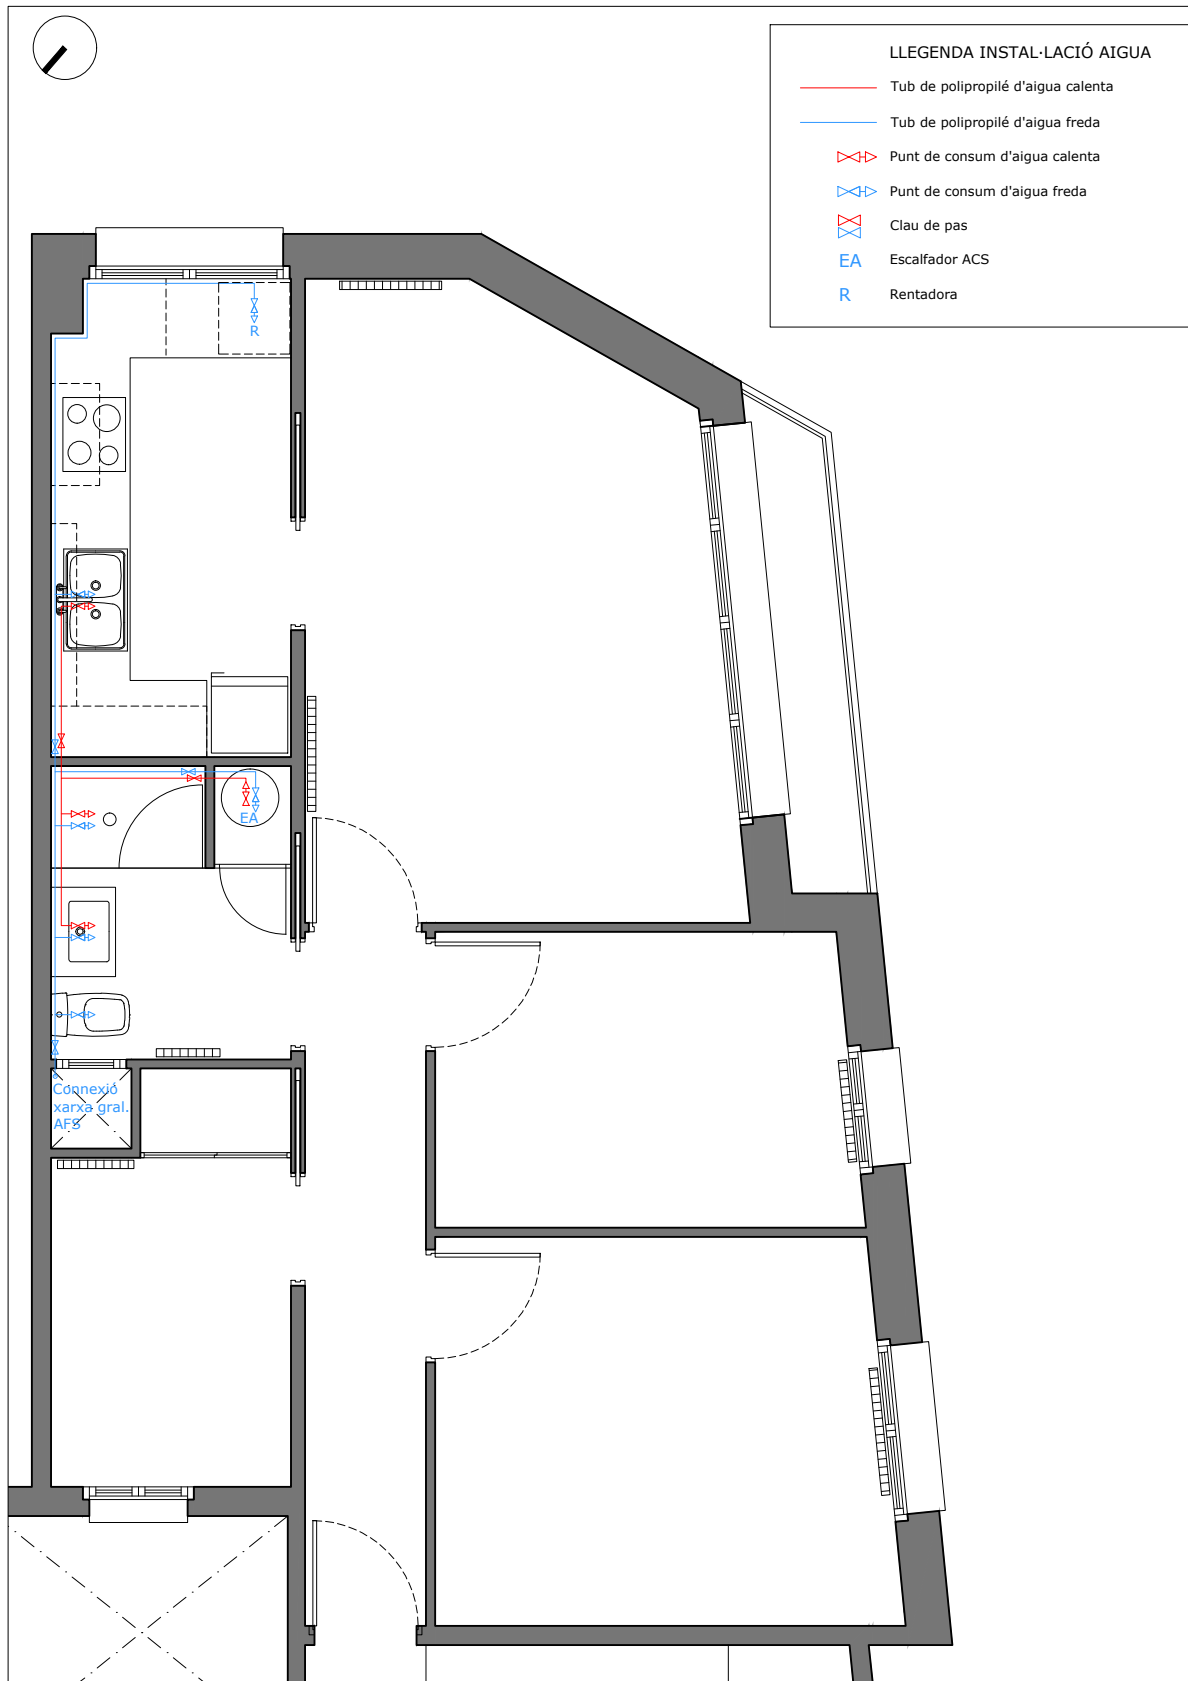 LLEGENDA INSTAL·LACIÓ AIGUA
Tub de polipropilé d'aigua calenta
Tub de polipropilé d'aigua freda
Punt de consum d'aigua calenta
Punt de consum d'aigua freda
Clau de pas
EA Escalfador ACS
R Rentadora
R
EA
Connexió
xarxa gral.
AFS